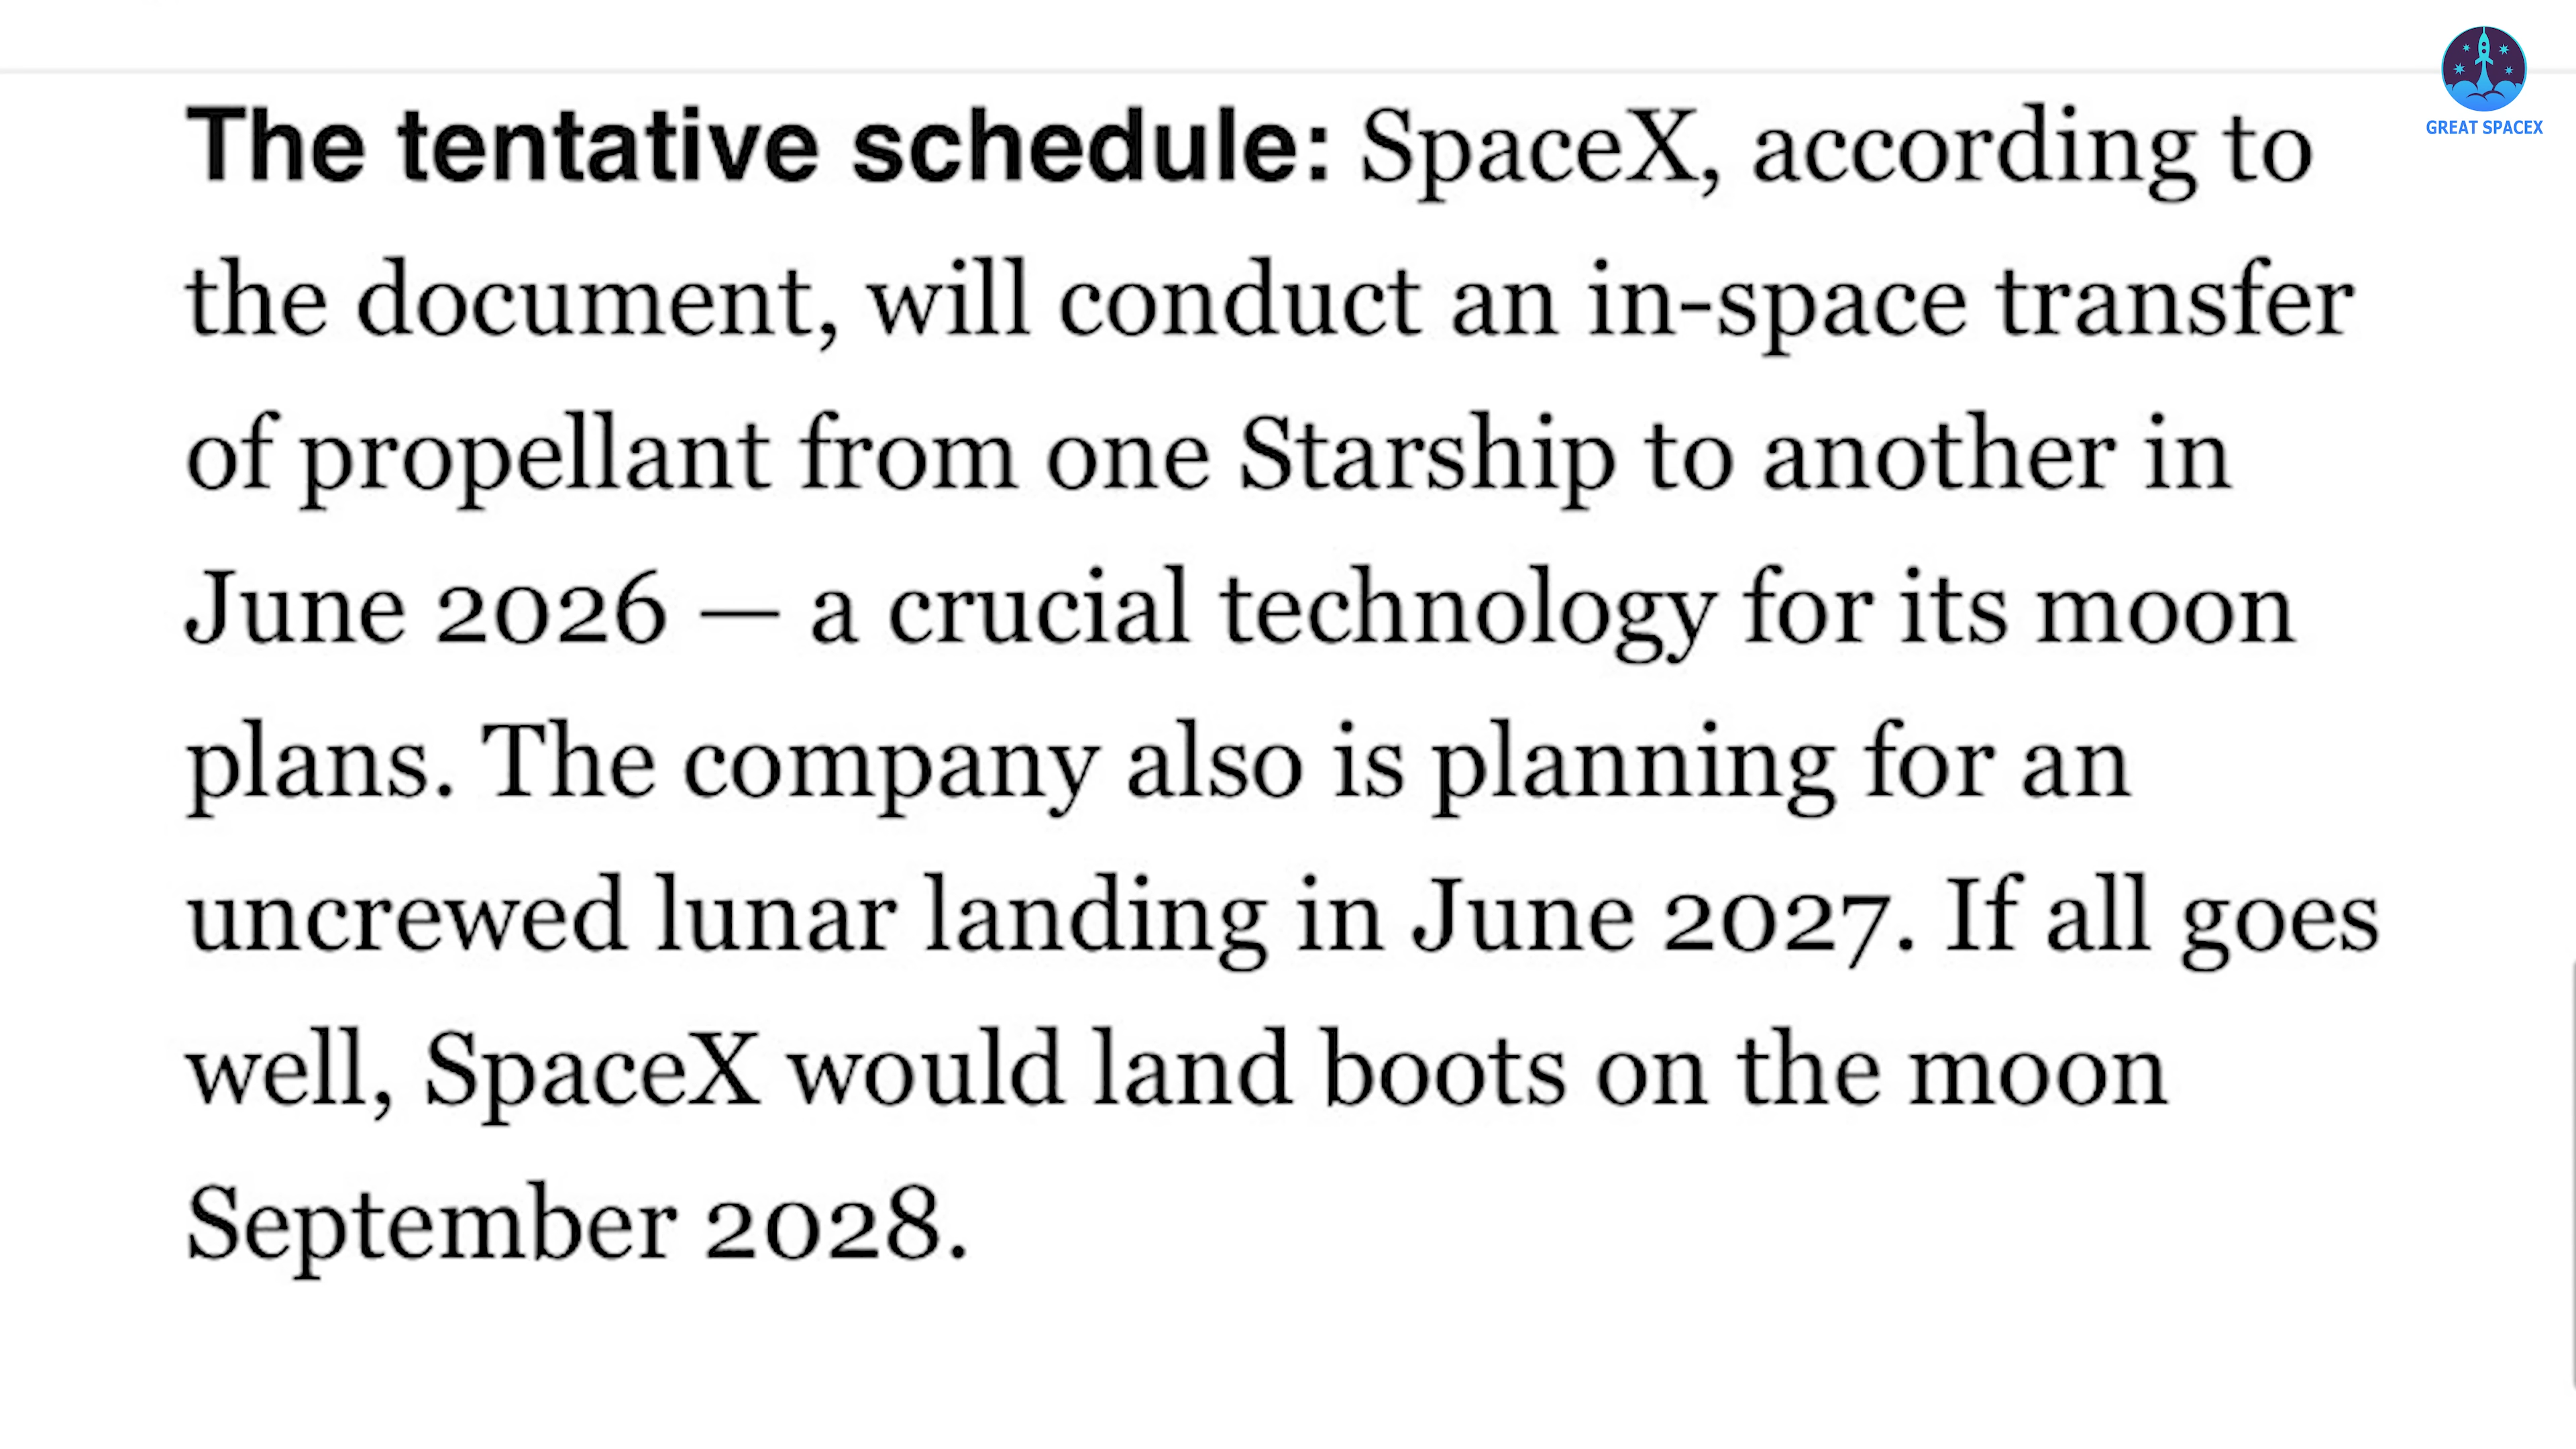 GREAT SPACEX
The tentative schedule: SpaceX, according to
the document, will conduct an in-space transfer
of propellant from one Starship to another in
June 2026 — a crucial technology for its moon
plans. The company also is planning for an
uncrewed lunar landing in June 2027. If all goes
well, SpaceX would land boots on the moon
September 2028.